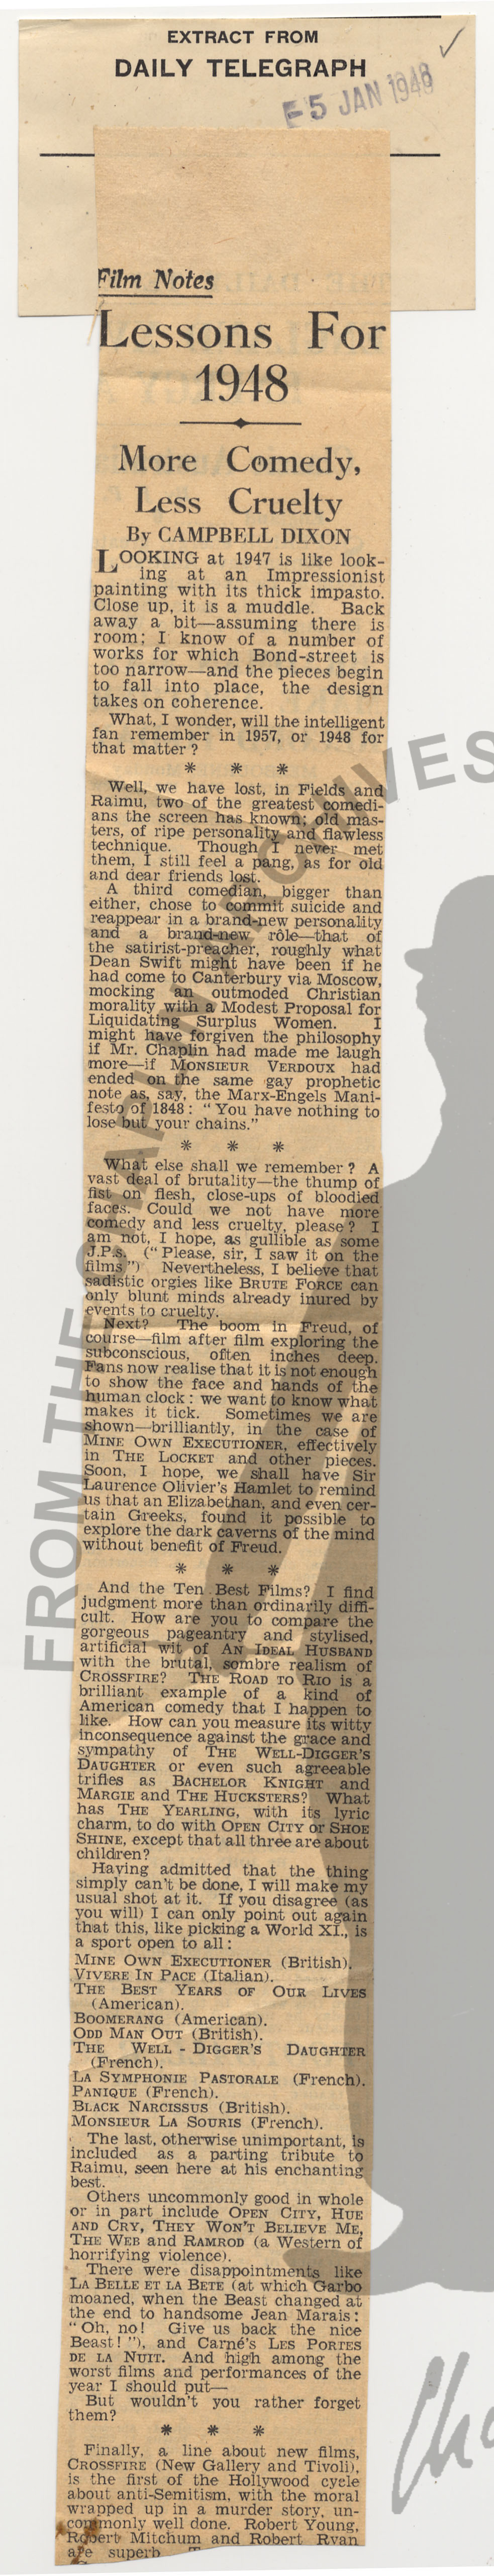 EXTRACT FROM
DAILY TELEGRAPH
5 JAN 1948
Film Notes
Lessons For
1948
More Comedy,
Less Cruelty
By CAMPBELL DIXON
LOOKING at 1947 is like look-
ing at an Impressionist
painting with its thick impasto.
Close up, it is a muddle. Back
away a bit—assuming there is
room; I know of a number of
works for which Bond-street is
too narrow—and the pieces begin
to fall into place, the design
takes on coherence.
What, I wonder, will the intelligent
fan remember in 1957, or 1948 for
that matter?
* * *
Well, we have lost, in Fields and
Raimu, two of the greatest comedi-
ans the screen has known; old mas-
ters, of ripe personality and flawless
technique. Though I never met
them, I still feel a pang, as for old
and dear friends lost.
A third comedian, bigger than
either, chose to commit suicide and
reappear in a brand-new personality
and a brand-new rôle—that of
the satirist-preacher, roughly what
Dean Swift might have been if he
had come to Canterbury via Moscow,
mocking an outmoded Christian
morality with a Modest Proposal for
Liquidating Surplus Women. I
might have forgiven the philosophy
if Mr. Chaplin had made me laugh
more—if MONSIEUR VERDOUX had
ended on the same gay prophetic
note as, say, the Marx-Engels Mani-
festo of 1848: "You have nothing to
lose but your chains."
* * *
What else shall we remember? A
vast deal of brutality—the thump of
fist on flesh, close-ups of bloodied
faces. Could we not have more
comedy and less cruelty, please? I
am not, I hope, as gullible as some
J.P.s. ("Please, sir, I saw it on the
films.") Nevertheless, I believe that
sadistic orgies like BRUTE FORCE can
only blunt minds already inured by
events to cruelty.
Next? The boom in Freud, of
course—film after film exploring the
subconscious, often inches deep.
Fans now realise that it is not enough
to show the face and hands of the
human clock: we want to know what
makes it tick. Sometimes we are
shown—brilliantly, in the case of
MINE OWN EXECUTIONER, effectively
in THE LOCKET and other pieces.
Soon, I hope, we shall have Sir
Laurence Olivier's Hamlet to remind
us that an Elizabethan, and even cer-
tain Greeks, found it possible to
explore the dark caverns of the mind
without benefit of Freud.
* * *
And the Ten Best Films? I find
judgment more than ordinarily diffi-
cult. How are you to compare the
gorgeous pageantry and stylised,
artificial wit of AN IDEAL HUSBAND
with the brutal, sombre realism of
CROSSFIRE? THE ROAD TO RIO is a
brilliant example of a kind of
American comedy that I happen to
like. How can you measure its witty
inconsequence against the grace and
sympathy of THE WELL-DIGGER'S
DAUGHTER or even such agreeable
trifles as BACHELOR KNIGHT and
MARGIE and THE HUCKSTERS? What
has THE YEARLING, with its lyric
charm, to do with OPEN CITY or SHOE
SHINE, except that all three are about
children?
Having admitted that the thing
simply can't be done, I will make my
usual shot at it. If you disagree (as
you will) I can only point out again
that this, like picking a World XI., is
a sport open to all:
MINE OWN EXECUTIONER (British).
VIVERE IN PACE (Italian).
THE BEST YEARS OF OUR LIVES
(American).
BOOMERANG (American).
ODD MAN OUT (British).
THE WELL-DIGGER'S DAUGHTER
(French).
LA SYMPHONIE PASTORALE (French).
PANIQUE (French).
BLACK NARCISSUS (British).
MONSIEUR LA SOURIS (French).
The last, otherwise unimportant, is
included as a parting tribute to
Raimu, seen here at his enchanting
best.
Others uncommonly good in whole
or in part include OPEN CITY, HUE
AND CRY, THEY WON'T BELIEVE ME,
THE WEB and RAMROD (a Western of
horrifying violence).
There were disappointments like
LA BELLE ET LA BETE (at which Garbo
moaned, when the Beast changed at
the end to handsome Jean Marais:
"Oh, no! Give us back the nice
Beast!"), and Carné's LES PORTES
DE LA NUIT. And high among the
worst films and performances of the
year I should put—
But wouldn't you rather forget
them?
* * *
Finally, a line about new films,
CROSSFIRE (New Gallery and Tivoli),
is the first of the Hollywood cycle
about anti-Semitism, with the moral
wrapped up in a murder story, un-
commonly well done. Robert Young,
Robert Mitchum and Robert Ryan
are superb.
FROM THE CHAPLIN ARCHIVES